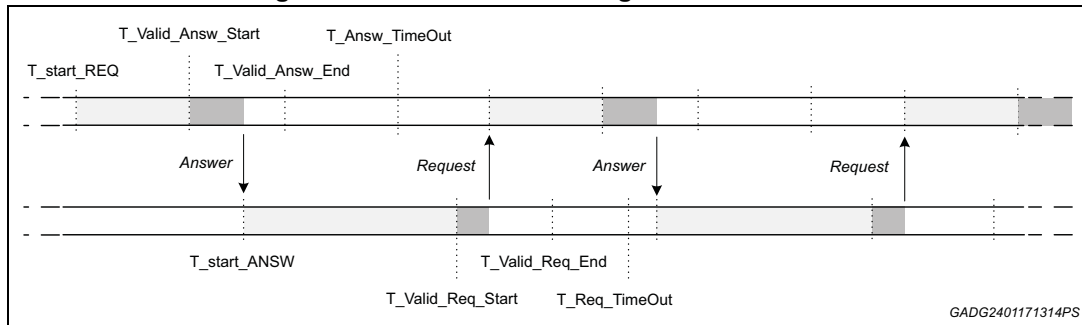 T_Valid_Answ_Start
T_Answ_TimeOut
T_start_REQ
T_Valid_Answ_End
Answer
Request
Answer
Request
T_start_ANSW
T_Valid_Req_End
T_Valid_Req_Start
T_Req_TimeOut
GADG2401171314PS